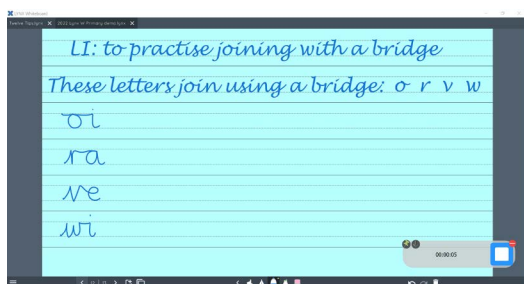 LI: to practise joining with a bridge
These letters join using a bridge: o r v w
oi
ra
ve
wi
00:00:05